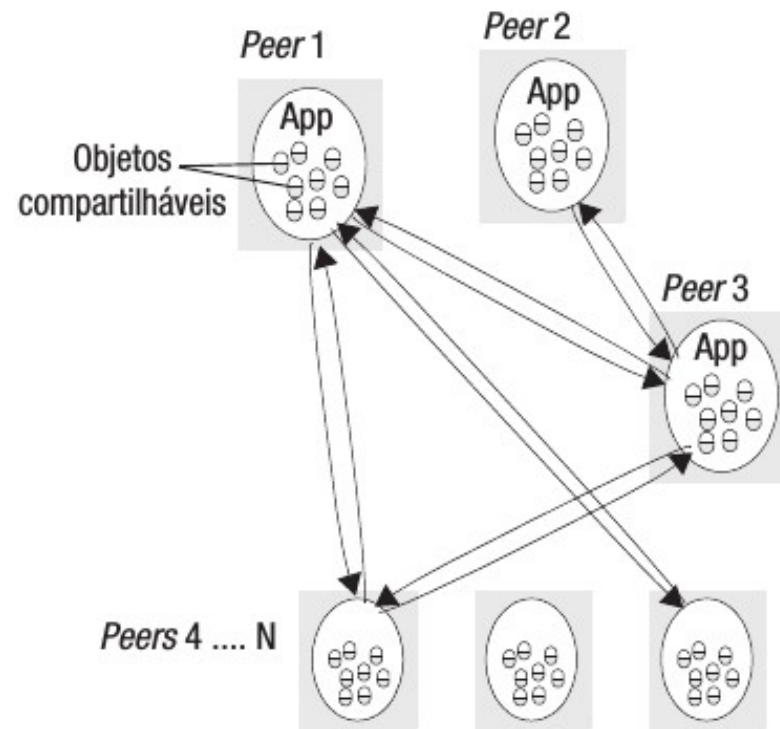 Peer 1
Peer 2
App
App
Objetos
compartilháveis
Peer 3
App
Peers 4 .... N